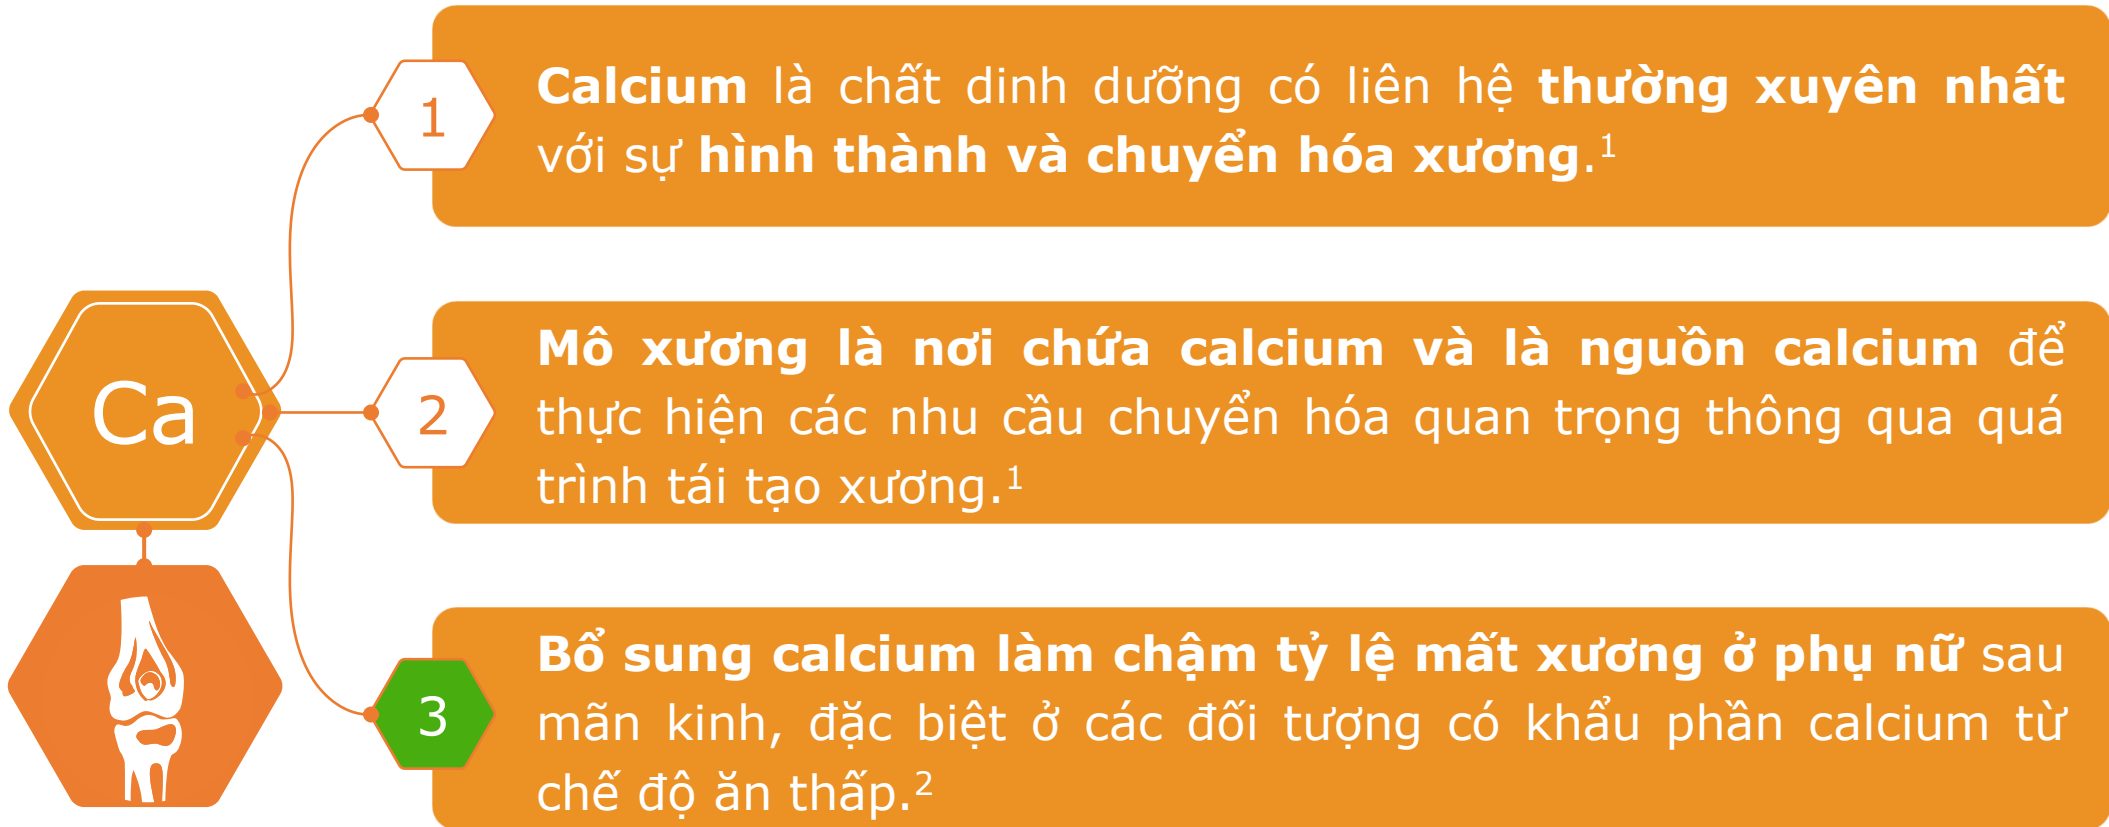 1
Calcium là chất dinh dưỡng có liên hệ thường xuyên nhất
với sự hình thành và chuyển hóa xương.¹
Ca
2
Mô xương là nơi chứa calcium và là nguồn calcium để
thực hiện các nhu cầu chuyển hóa quan trọng thông qua quá
trình tái tạo xương.¹
3
Bổ sung calcium làm chậm tỷ lệ mất xương ở phụ nữ sau
mãn kinh, đặc biệt ở các đối tượng có khẩu phần calcium từ
chế độ ăn thấp.²